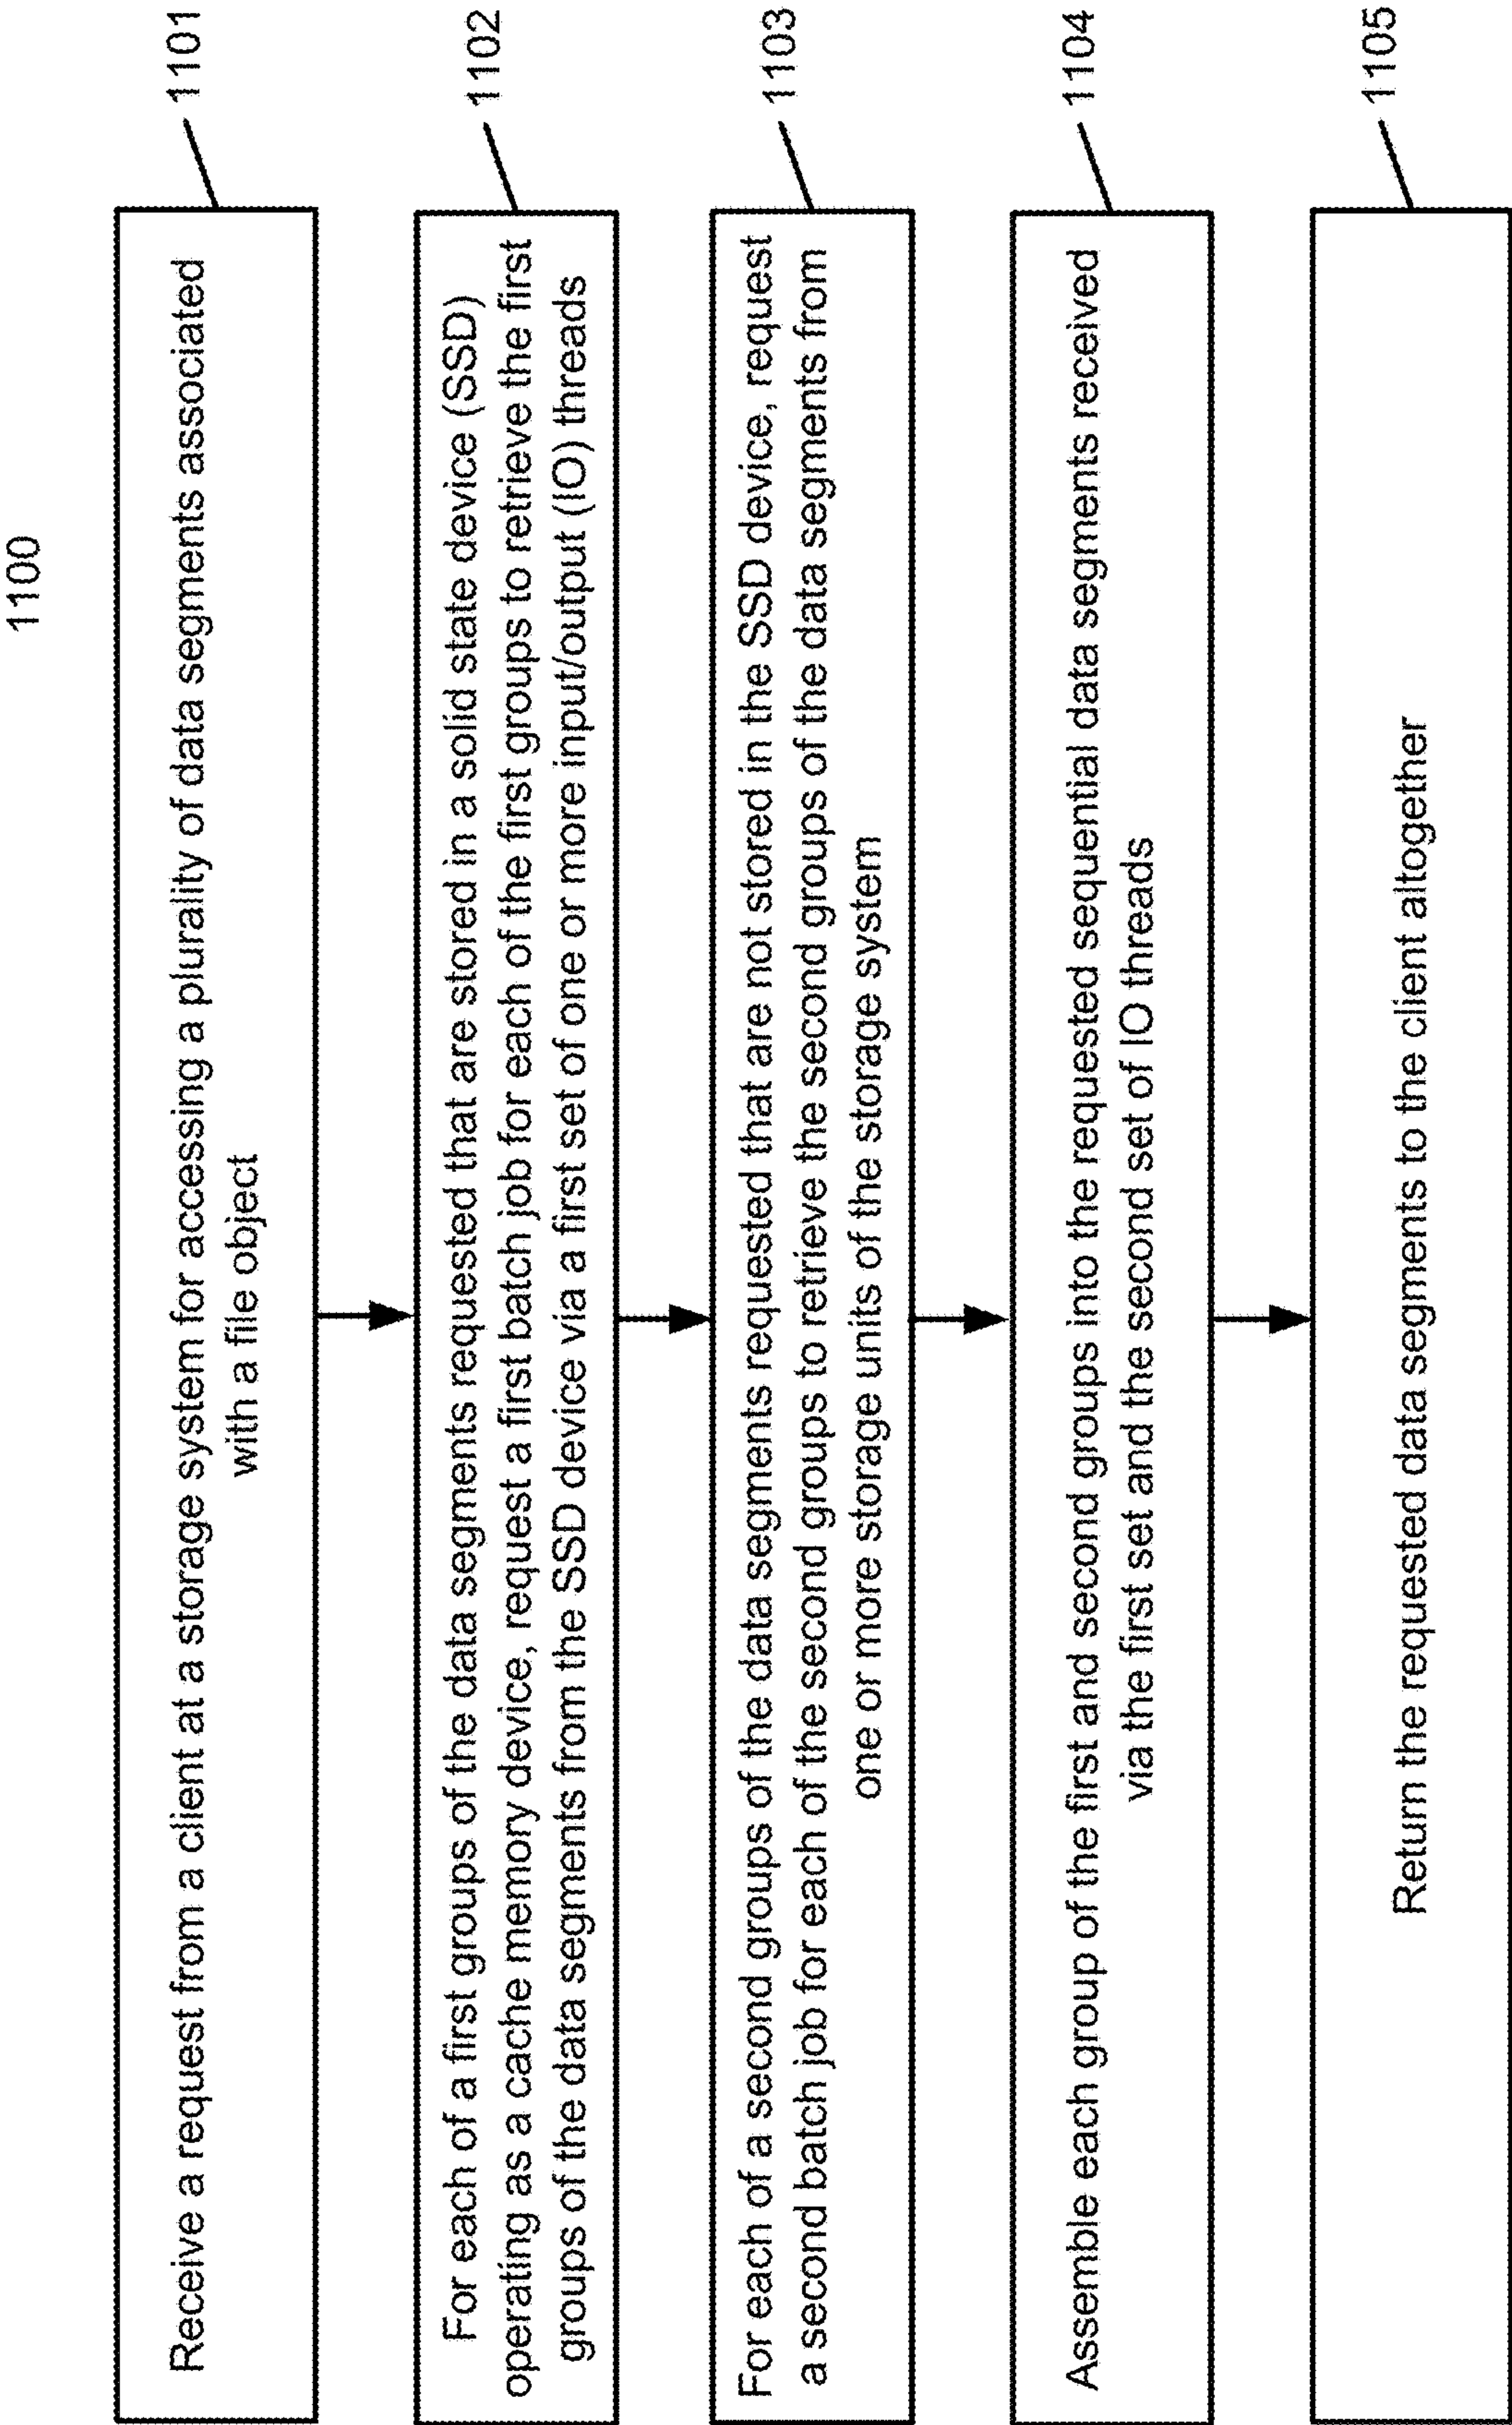 1100
Receive a request from a client at a storage system for accessing a plurality of data segments associated
with a file object
1101
For each of a first groups of the data segments requested that are stored in a solid state device (SSD)
operating as a cache memory device, request a first batch job for each of the first groups to retrieve the first
groups of the data segments from the SSD device via a first set of one or more input/output (IO) threads
1102
For each of a second groups of the data segments requested that are not stored in the SSD device, request
a second batch job for each of the second groups to retrieve the second groups of the data segments from
one or more storage units of the storage system
1103
Assemble each group of the first and second groups into the requested sequential data segments received
via the first set and the second set of IO threads
1104
Return the requested data segments to the client altogether
1105